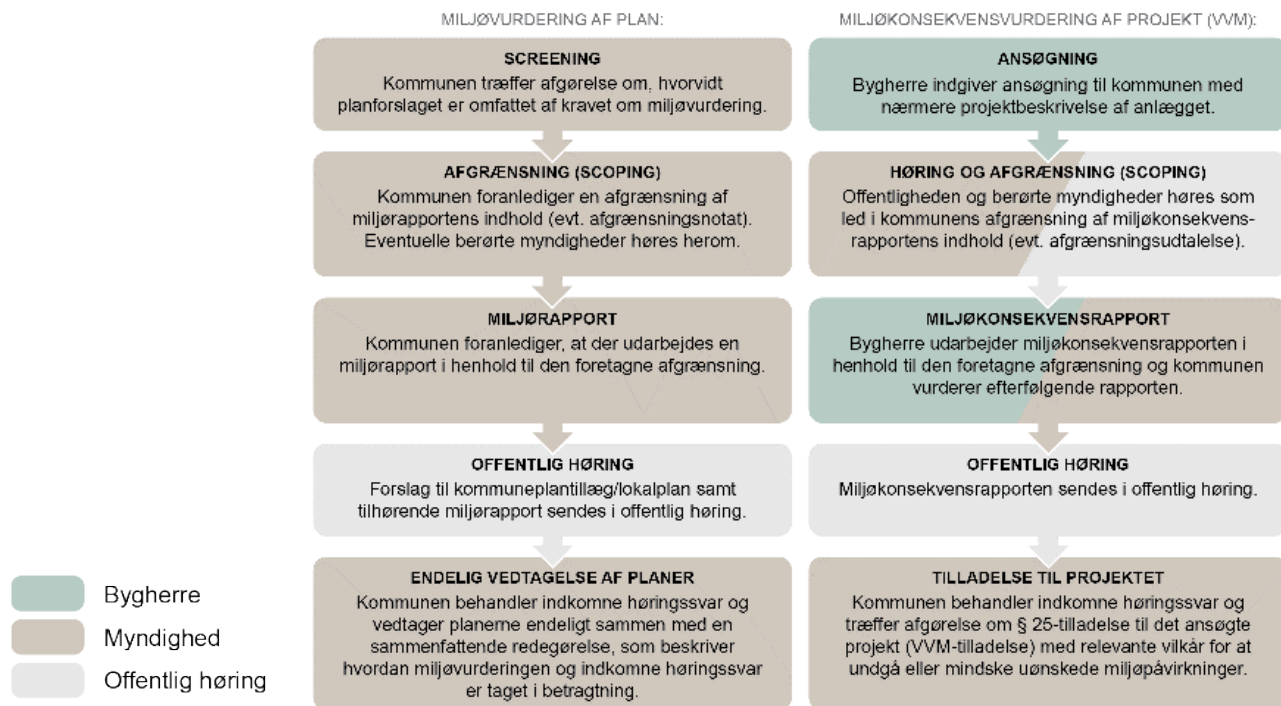 MILJØVURDERING AF PLAN:
SCREENING
Kommunen træffer afgørelse om, hvorvidt
planforslaget er omfattet af kravet om miljøvurdering.
AFGRÆNSNING (SCOPING)
Kommunen foranlediger en afgrænsning af
miljørapportens indhold (evt. afgrænsningsnotat).
Eventuelle berørte myndigheder høres herom.
MILJØRAPPORT
Kommunen foranlediger, at der udarbejdes en
miljørapport i henhold til den foretagne afgrænsning.
OFFENTLIG HØRING
Forslag til kommuneplantillæg/lokalplan samt
tilhørende miljørapport sendes i offentlig høring.
ENDELIG VEDTAGELSE AF PLANER
Kommunen behandler indkomne høringssvar og
vedtager planerne endeligt sammen med en
sammenfattende redegørelse, som beskriver
hvordan miljøvurderingen og indkomne høringssvar
er taget i betragtning.
MILJØKONSEKVENSVURDERING AF PROJEKT (VVM):
ANSØGNING
Bygherre indgiver ansøgning til kommunen med
nærmere projektbeskrivelse af anlægget.
HØRING OG AFGRÆNSNING (SCOPING)
Offentligheden og berørte myndigheder høres som
led i kommunens afgrænsning af miljøkonsekvens-
rapportens indhold (evt. afgrænsningsudtalelse).
MILJØKONSEKVENSRAPPORT
Bygherre udarbejder miljøkonsekvensrapporten i
henhold til den foretagne afgrænsning og kommunen
vurderer efterfølgende rapporten.
OFFENTLIG HØRING
Miljøkonsekvensrapporten sendes i offentlig høring.
TILLADELSE TIL PROJEKTET
Kommunen behandler indkomne høringssvar og
træffer afgørelse om § 25-tilladelse til det ansøgte
projekt (VVM-tilladelse) med relevante vilkår for at
undgå eller mindske uønskede miljøpåvirkninger.
Bygherre
Myndighed
Offentlig høring